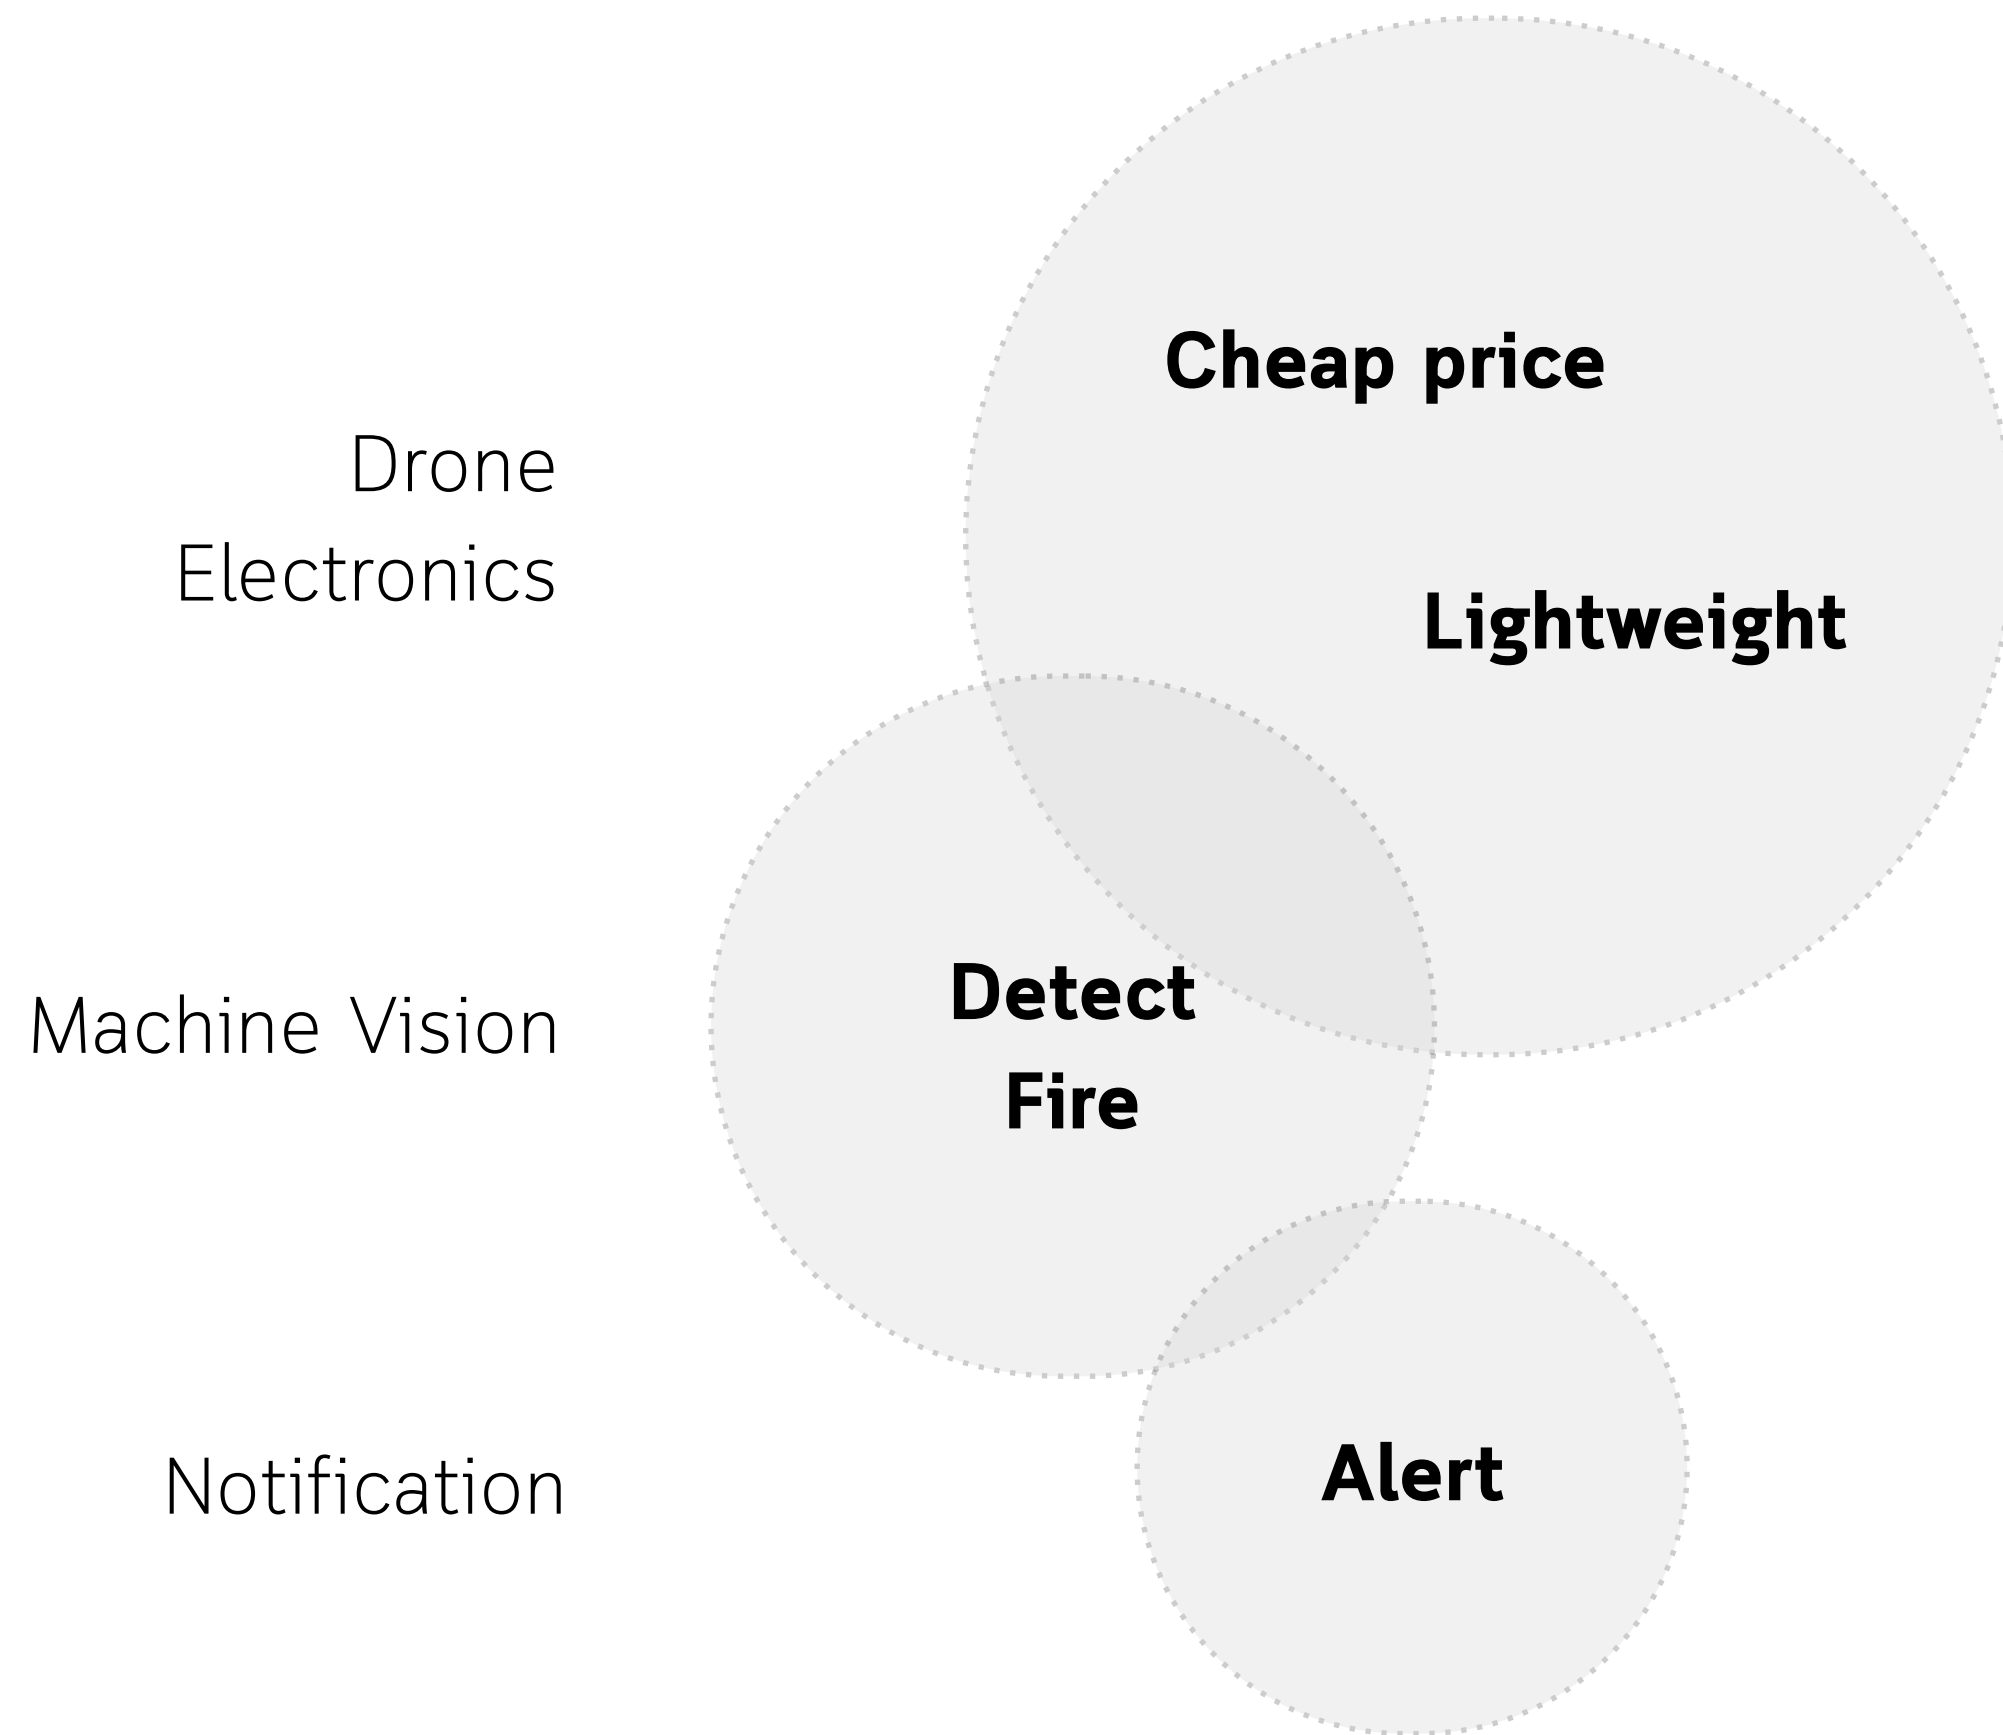 Cheap price
Drone
Electronics
Lightweight
Detect
Fire
Machine Vision
Alert
Notification